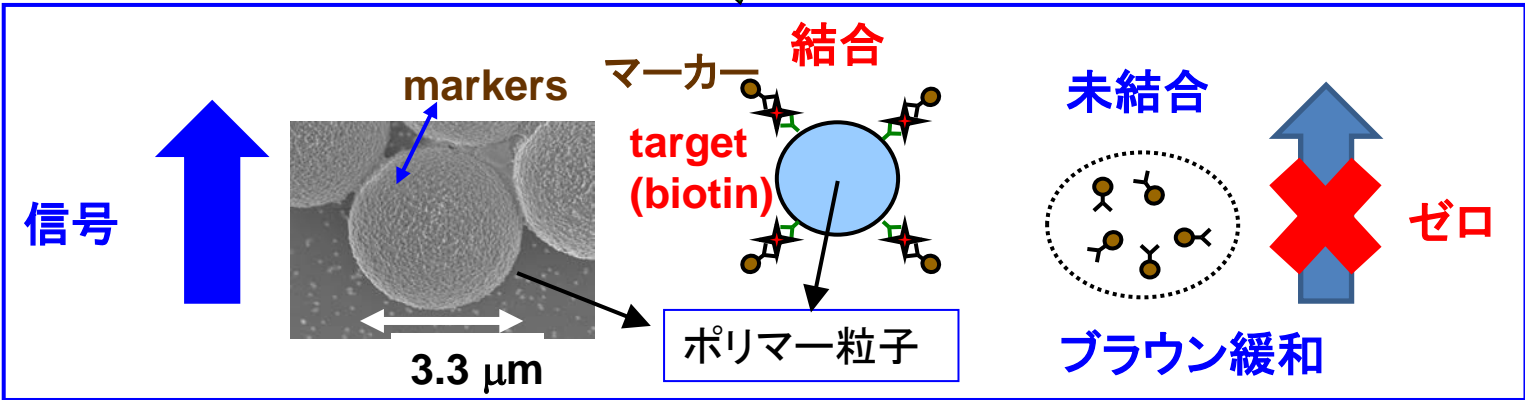 信号
markers
3.3 μm
マーカー
結合
target
(biotin)
ポリマー粒子
未結合
ゼロ
ブラウン緩和